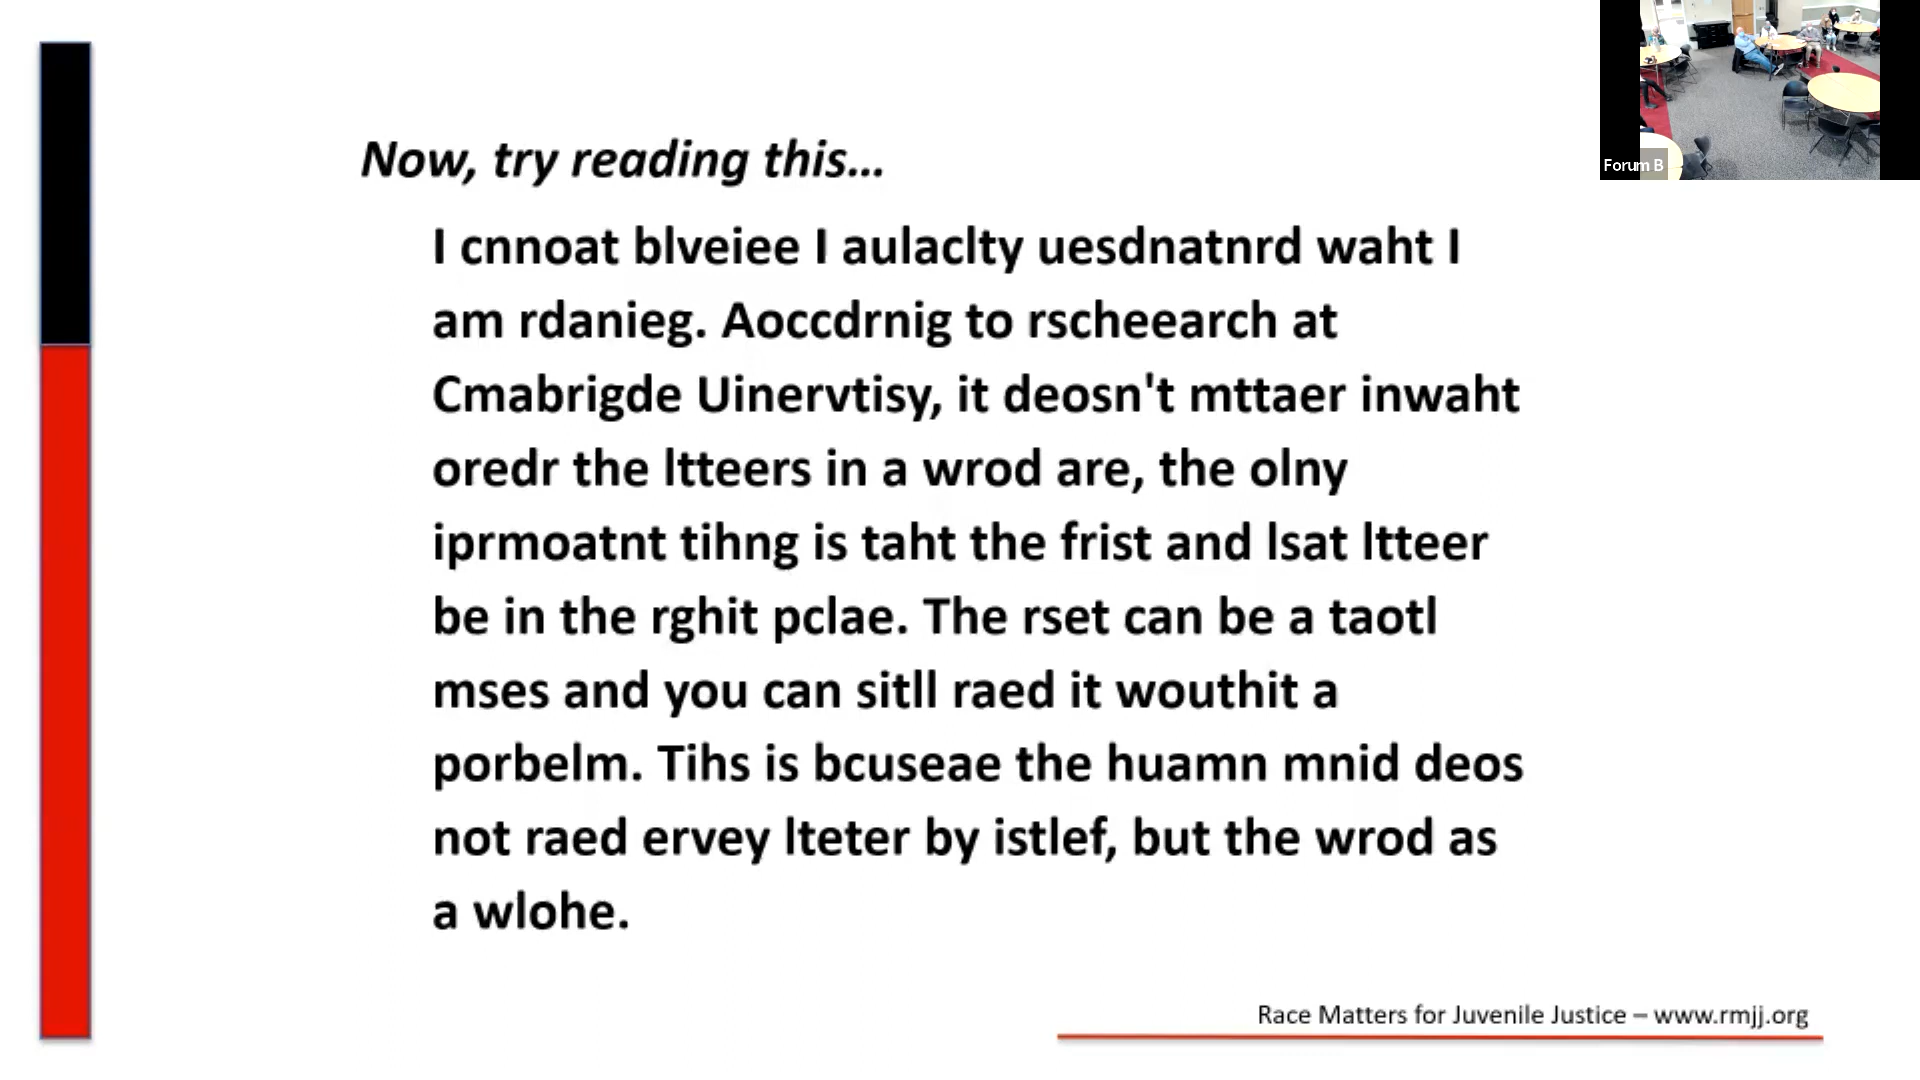 Now, try reading this...
I cnnoat blveiee I aulaclty uesdnatnrd waht I
am rdanieg. Aoccdrnig to rscheearch at
Cmabrigde Uinervtisy, it deosn't mttaer inwaht
oredr the ltteers in a wrod are, the olny
iprmoatnt tihng is taht the frist and lsat ltteer
be in the rghit pclae. The rset can be a taotl
mses and you can sitll raed it wouthit a
porbelm. Tihs is bcuseae the huamn mnid deos
not raed ervey lteter by istlef, but the wrod as
a wlohe.
Race Matters for Juvenile Justice – www.rmjj.org
Forum B